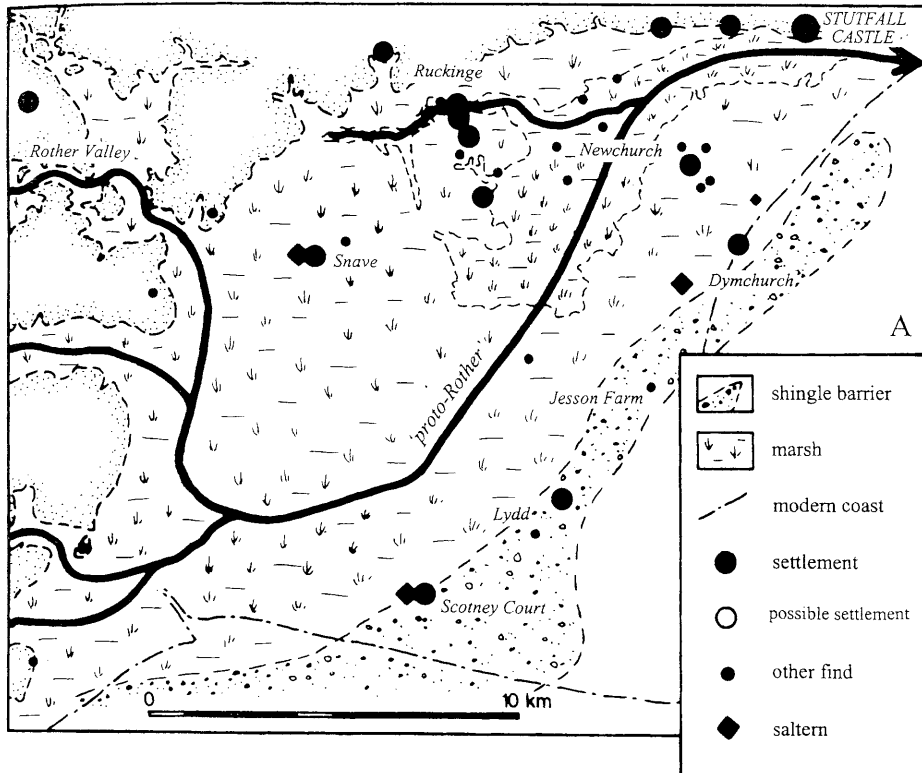 STUTFALL
CASTLE
Ruckinge
Rother Valley
Newchurch
Snave
Dymchurch
A
proto-Rother
Jesson Farm
Lydd
Scotney Court
0
10 km
shingle barrier
marsh
modern coast
settlement
possible settlement
other find
saltern